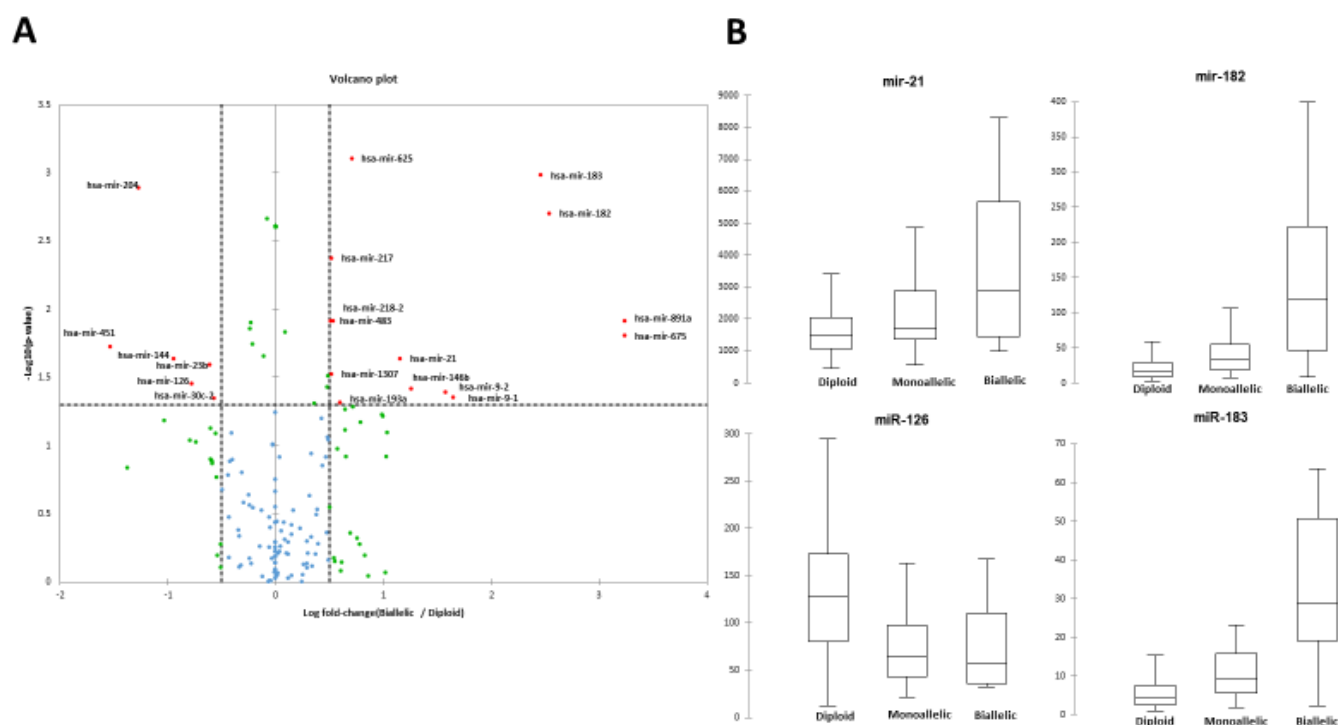 A
B
Volcano plot
3.5
3
2.5
2
1.5
1
0.5
0
-2
-1
0
1
2
3
4
-Log10(p-value)
Log fold-change(Biallelic / Diploid)
hsa-mir-625
hsa-mir-204
hsa-mir-183
hsa-mir-182
hsa-mir-217
hsa-mir-218-2
hsa-mir-483
hsa-mir-891a
hsa-mir-675
hsa-mir-451
hsa-mir-144
hsa-mir-23b
hsa-mir-21
hsa-mir-126
hsa-mir-1307
hsa-mir-146b
hsa-mir-9-2
hsa-mir-30c-2
hsa-mir-193a
hsa-mir-9-1
mir-21
9000
8000
7000
6000
5000
4000
3000
2000
1000
0
Diploid
Monoallelic
Biallelic
mir-182
400
350
300
250
200
150
100
50
0
Diploid
Monoallelic
Biallelic
miR-126
300
250
200
150
100
50
0
Diploid
Monoallelic
Biallelic
miR-183
70
60
50
40
30
20
10
0
Diploid
Monoallelic
Biallelic